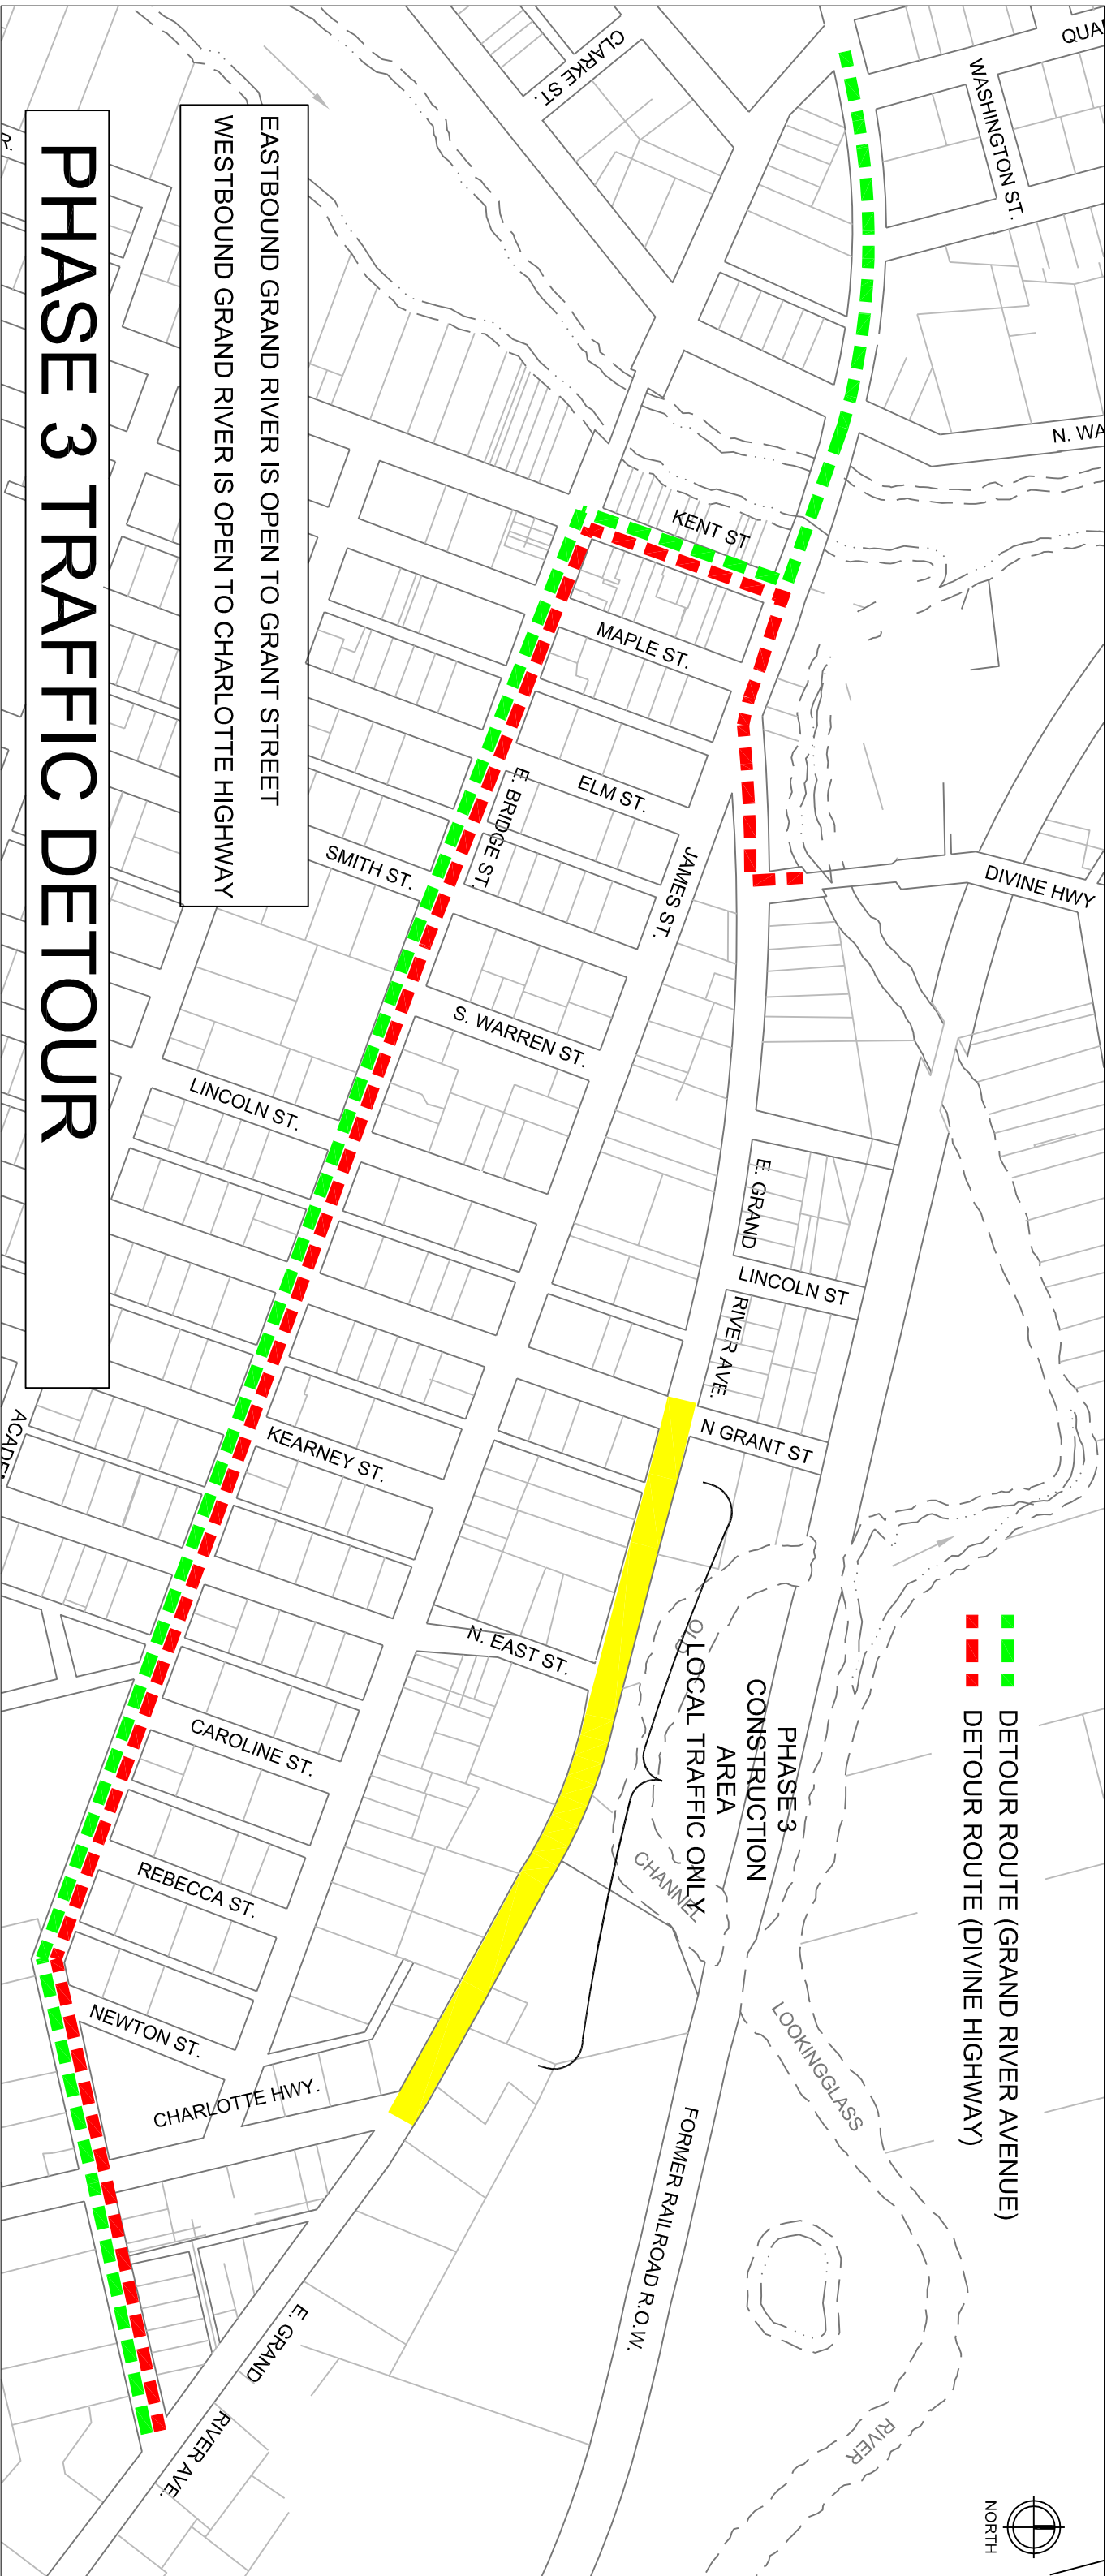 QUA
WASHINGTON ST.
CLARKE ST.
N. WA
KENT ST
MAPLE ST.
ELM ST.
E. BRIDGE ST.
SMITH ST.
JAMES ST.
DIVINE HWY
S. WARREN ST.
LINCOLN ST.
E. GRAND
RIVER AVE.
LINCOLN ST
N GRANT ST
KEARNEY ST.
ACADE
N. EAST ST.
CAROLINE ST.
REBECCA ST.
NEWTON ST.
CHARLOTTE HWY.
OLD
CHANNEL
PHASE 3
CONSTRUCTION
AREA
LOCAL TRAFFIC ONLY
LOOKINGGLASS
RIVER
FORMER RAILROAD R.O.W.
E. GRAND
RIVER AVE.
R.
DETOUR ROUTE (GRAND RIVER AVENUE)
DETOUR ROUTE (DIVINE HIGHWAY)
NORTH
EASTBOUND GRAND RIVER IS OPEN TO GRANT STREET
WESTBOUND GRAND RIVER IS OPEN TO CHARLOTTE HIGHWAY
PHASE 3 TRAFFIC DETOUR